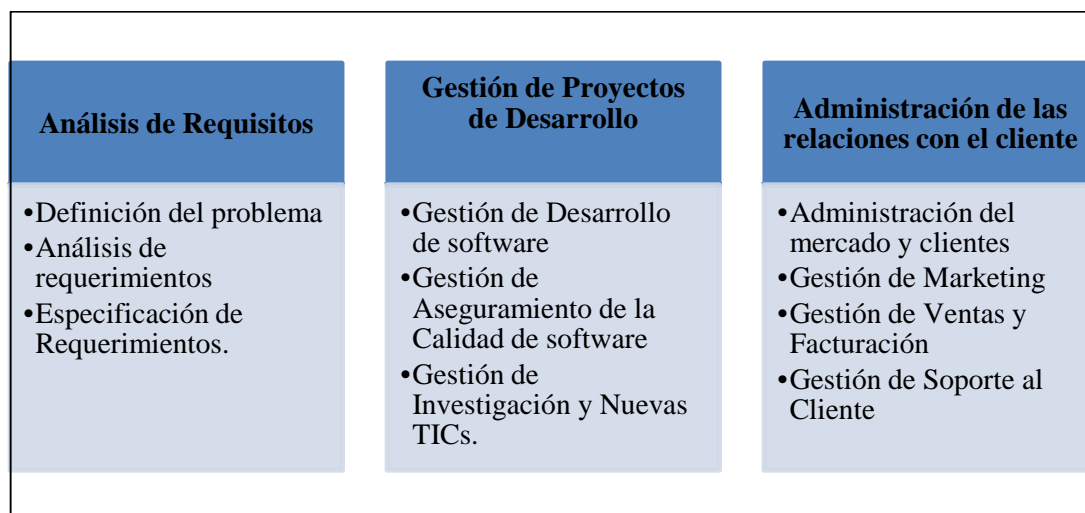 Análisis de Requisitos
•Definición del problema
•Análisis de
requerimientos
•Especificación de
Requerimientos.
Gestión de Proyectos
de Desarrollo
•Gestión de Desarrollo
de software
•Gestión de
Aseguramiento de la
Calidad de software
•Gestión de
Investigación y Nuevas
TICs.
Administración de las
relaciones con el cliente
•Administración del
mercado y clientes
•Gestión de Marketing
•Gestión de Ventas y
Facturación
•Gestión de Soporte al
Cliente